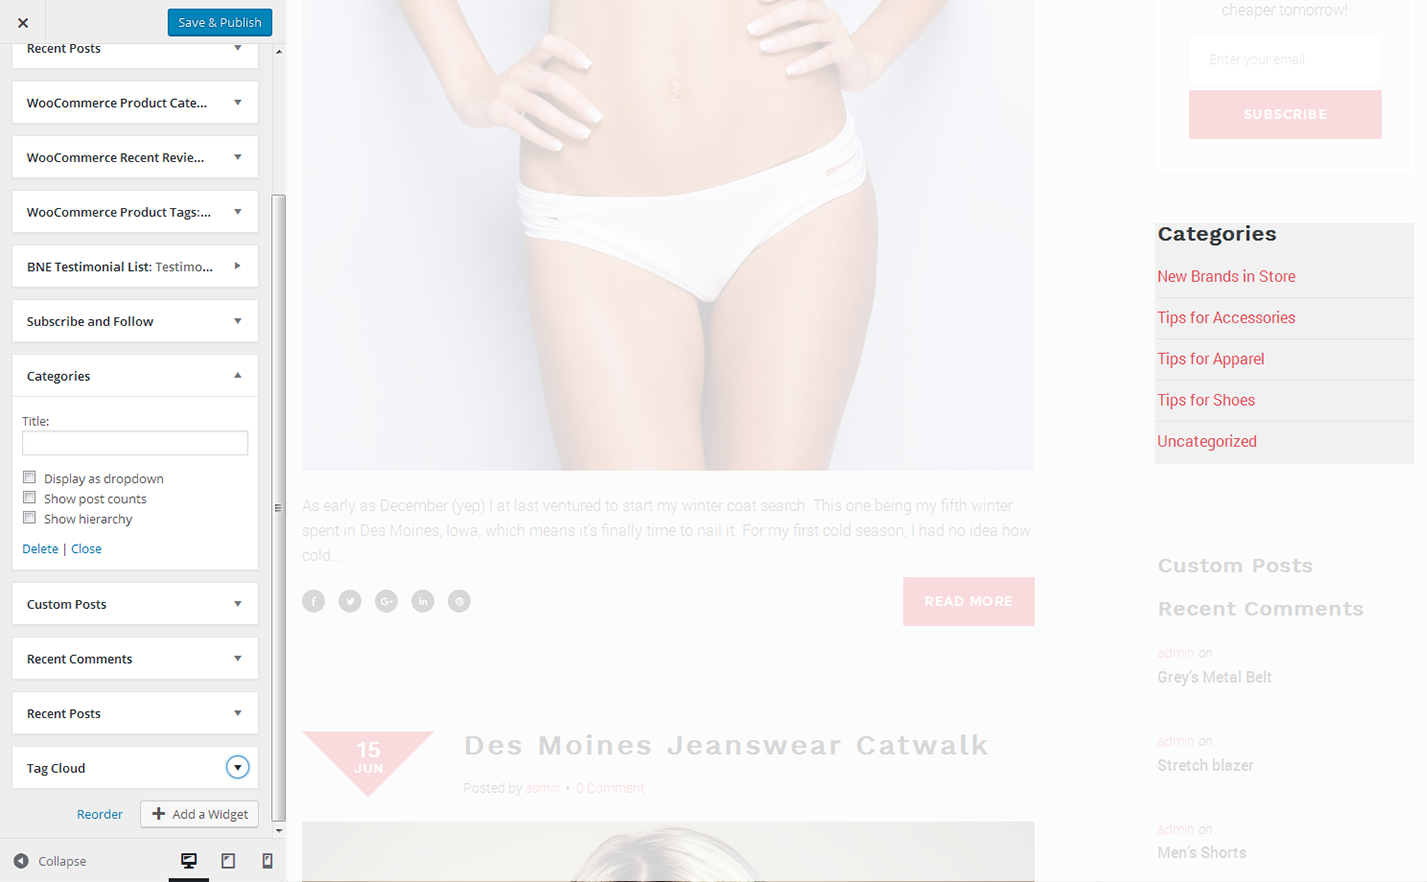 Save & Publish
Recent Posts
WooCommerce Product Cate...
WooCommerce Recent Revie...
WooCommerce Product Tags:...
BNE Testimonial List: Testimo...
Subscribe and Follow
Categories
Title:
Display as dropdown
Show post counts
Show hierarchy
Delete | Close
Custom Posts
Recent Comments
Recent Posts
Tag Cloud
Reorder
Add a Widget
Collapse
As early as December (yep) I at last ventured to start my winter coat search. This one being my fifth winter
spent in Des Moines, Iowa, which means it's finally time to nail it. For my first cold season, I had no idea how
cold...
READ MORE
15
JUN
Des Moines Jeanswear Catwalk
Posted by admin • 0 Comment
cheaper tomorrow!
Enter your email
SUBSCRIBE
Categories
New Brands in Store
Tips for Accessories
Tips for Apparel
Tips for Shoes
Uncategorized
Custom Posts
Recent Comments
admin on
Grey's Metal Belt
admin on
Stretch blazer
admin on
Men's Shorts